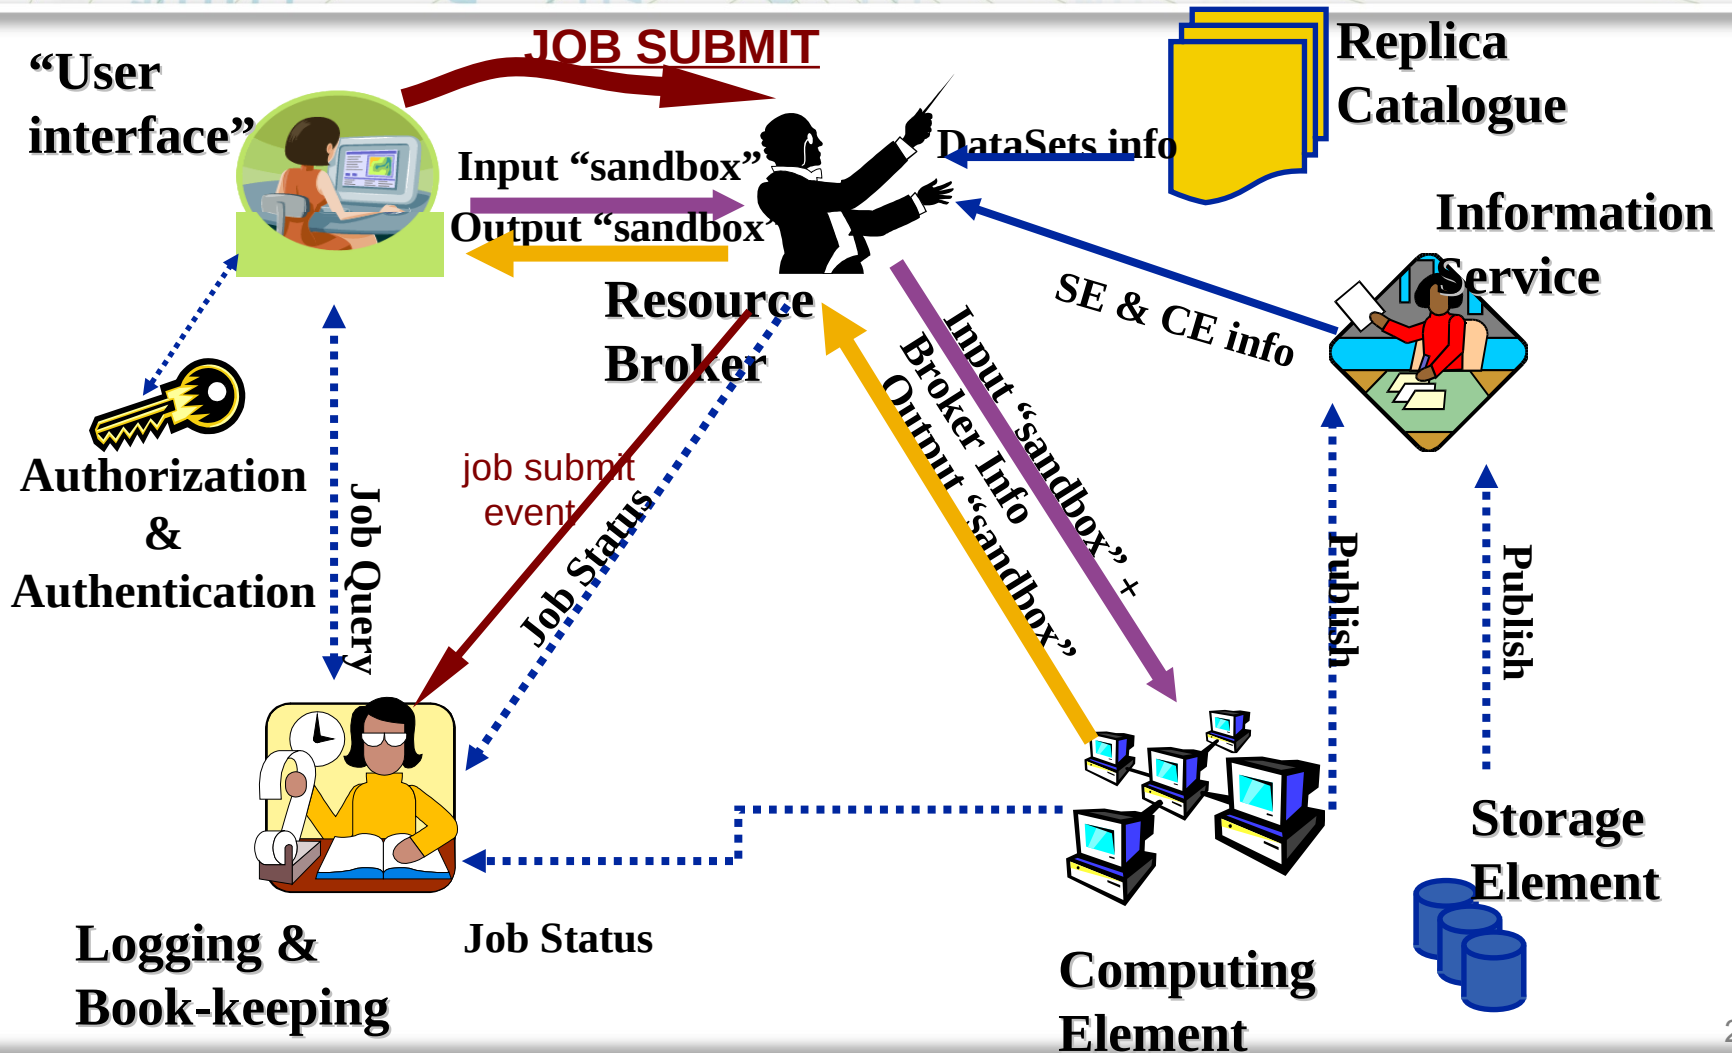 JOB SUBMIT
“User
interface”
Replica
Catalogue
DataSets info
Input “sandbox”
Output “sandbox”
Information
Service
SE & CE info
Resource
Broker
Input “sandbox” +
Broker Info
Output “sandbox”
job submit
event
Job Status
Job Query
Authorization
&
Authentication
Publish
Publish
Storage
Element
Logging &
Book-keeping
Job Status
Computing
Element